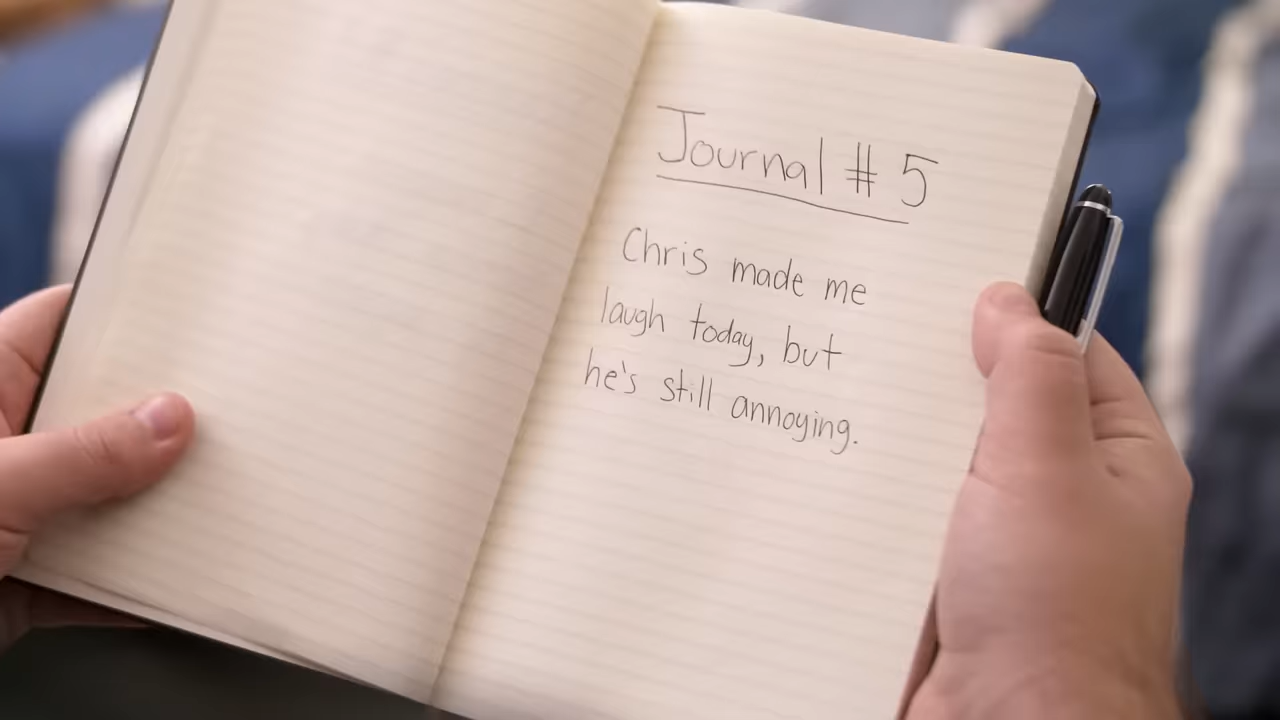 Journal # 5
Chris made me
laugh today, but
he's still annoying.